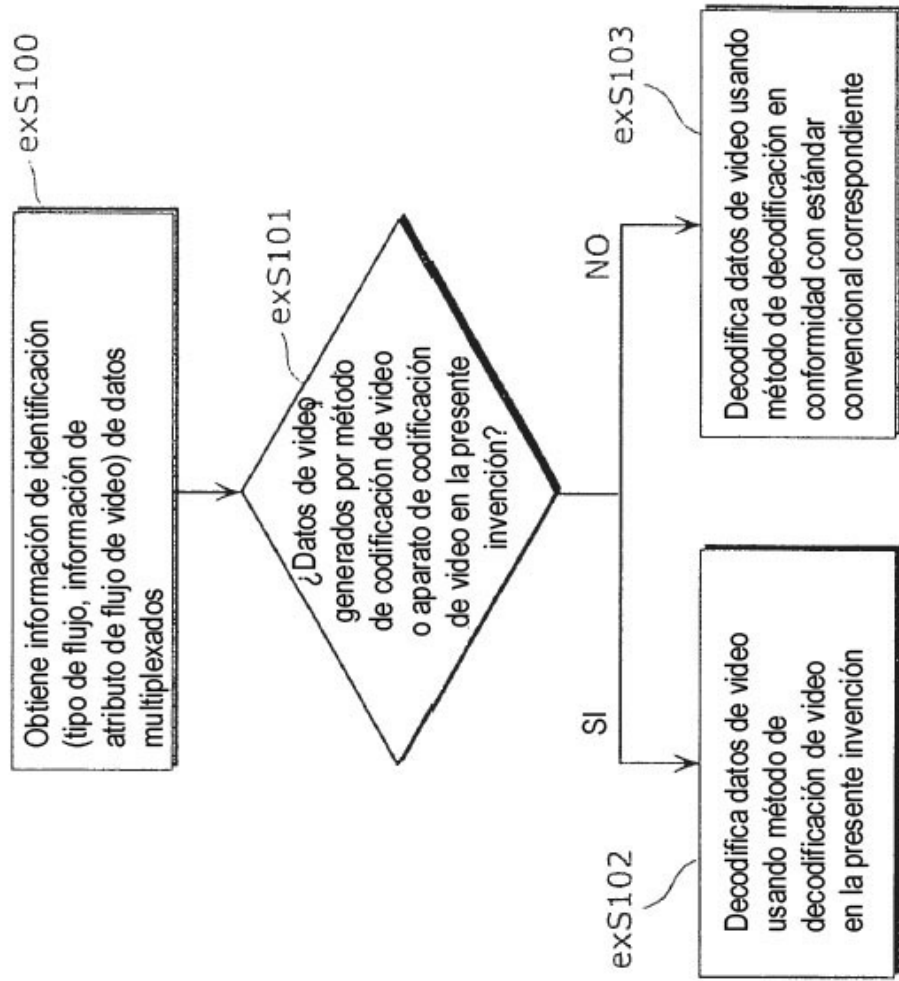 exS100
Obtiene información de identificación
(tipo de flujo, información de
atributo de flujo de video) de datos
multiplexados
exS101
¿Datos de video
generados por método
de codificación de video
o aparato de codificación
de video en la presente
invención?
SI
NO
exS102
Decodifica datos de video
usando método de
decodificación de video
en la presente invención
exS103
Decodifica datos de video usando
método de decodificación en
conformidad con estándar
convencional correspondiente